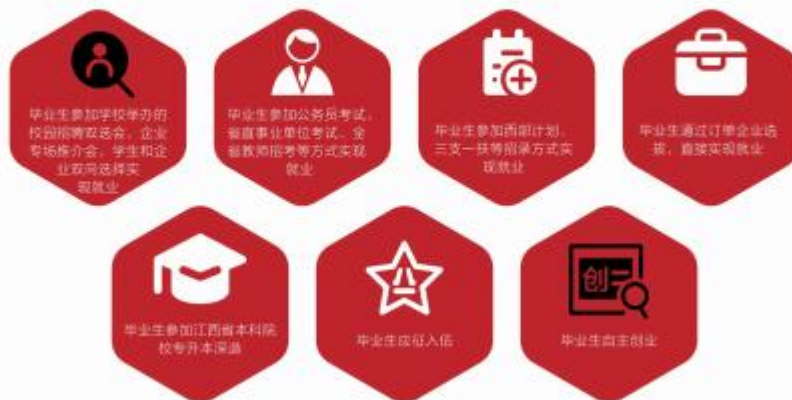 毕业生参加学校举办的
校园招聘双选会、企业
专场推介会，学生和企
业双向选择实
现就业
毕业生参加公务员考试、
省直事业单位考试、全
省教师招考等方式实现
就业
毕业生参加西部计划、
三支一扶等招录方式实
现就业
毕业生通过订单企业选
拔，直接实现就业
毕业生参加江西省本科院
校专升本深造
八一
毕业生应征入伍
创
毕业生自主创业